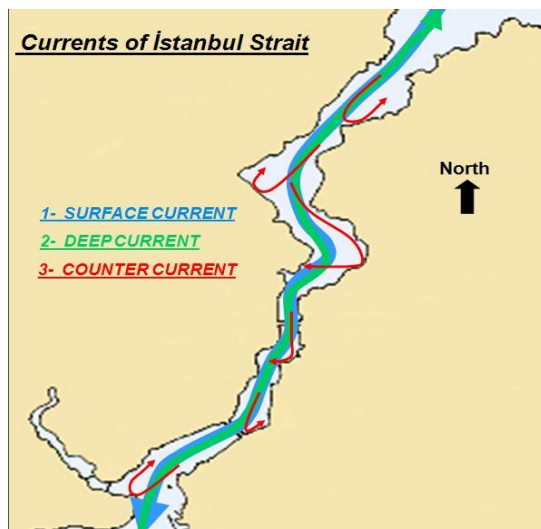 Currents of İstanbul Strait
North
1- SURFACE CURRENT
2- DEEP CURRENT
3- COUNTER CURRENT